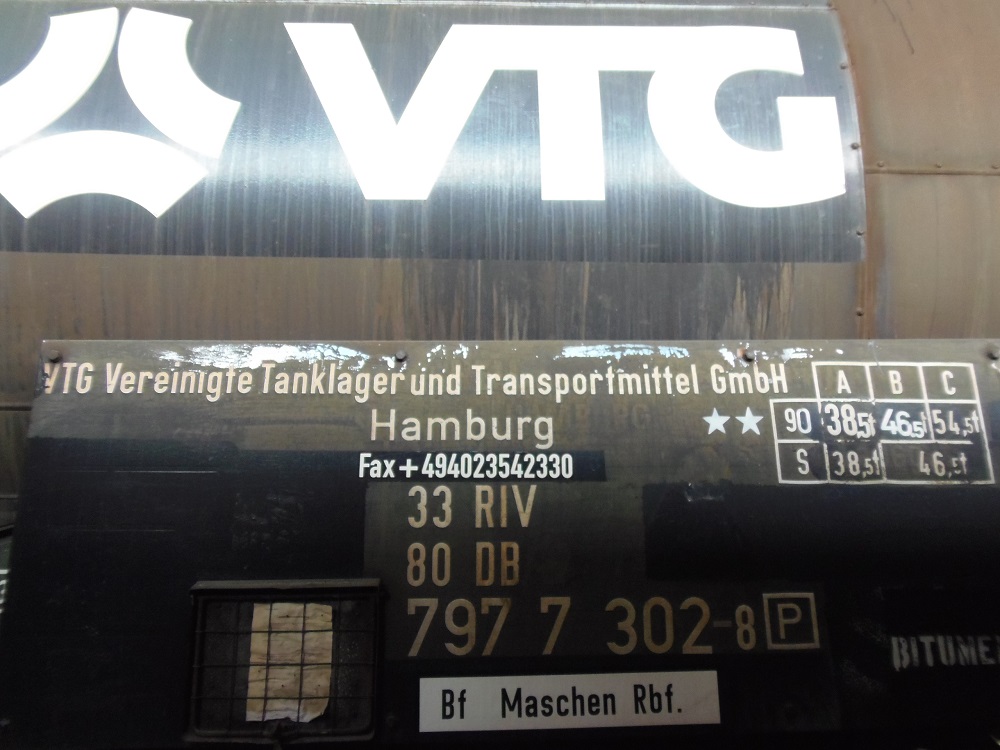 VTG
VTG Vereinigte Tanklager und Transportmittel GmbH
Hamburg
Fax+494023542330
33 RIV
80 DB
797 7 302-8 P
Bf Maschen Rbf.
★★
A B C
90 38,5t 46,5t 54,5t
S 38,5t 46,5t
BITUME